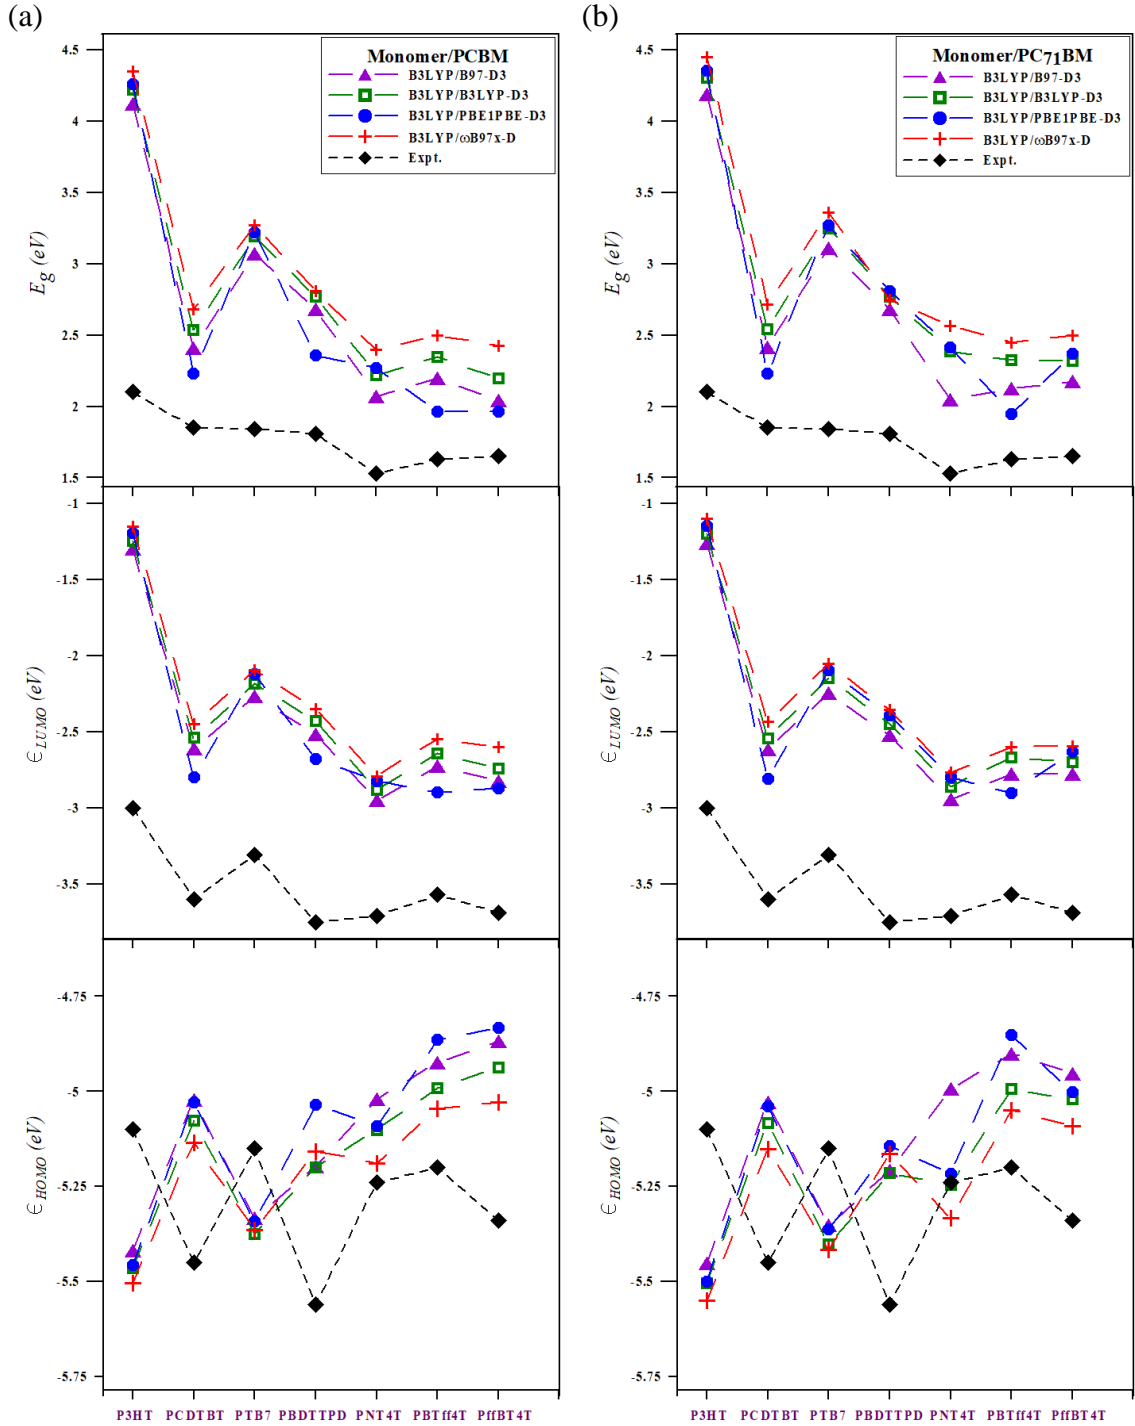 (a)
(b)
Monomer/PCBM
B3LYP/B97-D3
B3LYP/B3LYP-D3
B3LYP/PBE1PBE-D3
B3LYP/ωB97x-D
Expt.
4.5
4
3.5
3
2.5
2
1.5
Eg (eV)
-1
-1.5
-2
-2.5
-3
-3.5
ϵLUMO (eV)
-4.75
-5
-5.25
-5.5
-5.75
ϵHOMO (eV)
P3HT PCDTBT PTB7 PBDTTPD PNT4T PBTff4T PffBT4T
Monomer/PC71BM
B3LYP/B97-D3
B3LYP/B3LYP-D3
B3LYP/PBE1PBE-D3
B3LYP/ωB97x-D
Expt.
4.5
4
3.5
3
2.5
2
1.5
Eg (eV)
-1
-1.5
-2
-2.5
-3
-3.5
ϵLUMO (eV)
-4.75
-5
-5.25
-5.5
-5.75
ϵHOMO (eV)
P3HT PCDTBT PTB7 PBDTTPD PNT4T PBTff4T PffBT4T